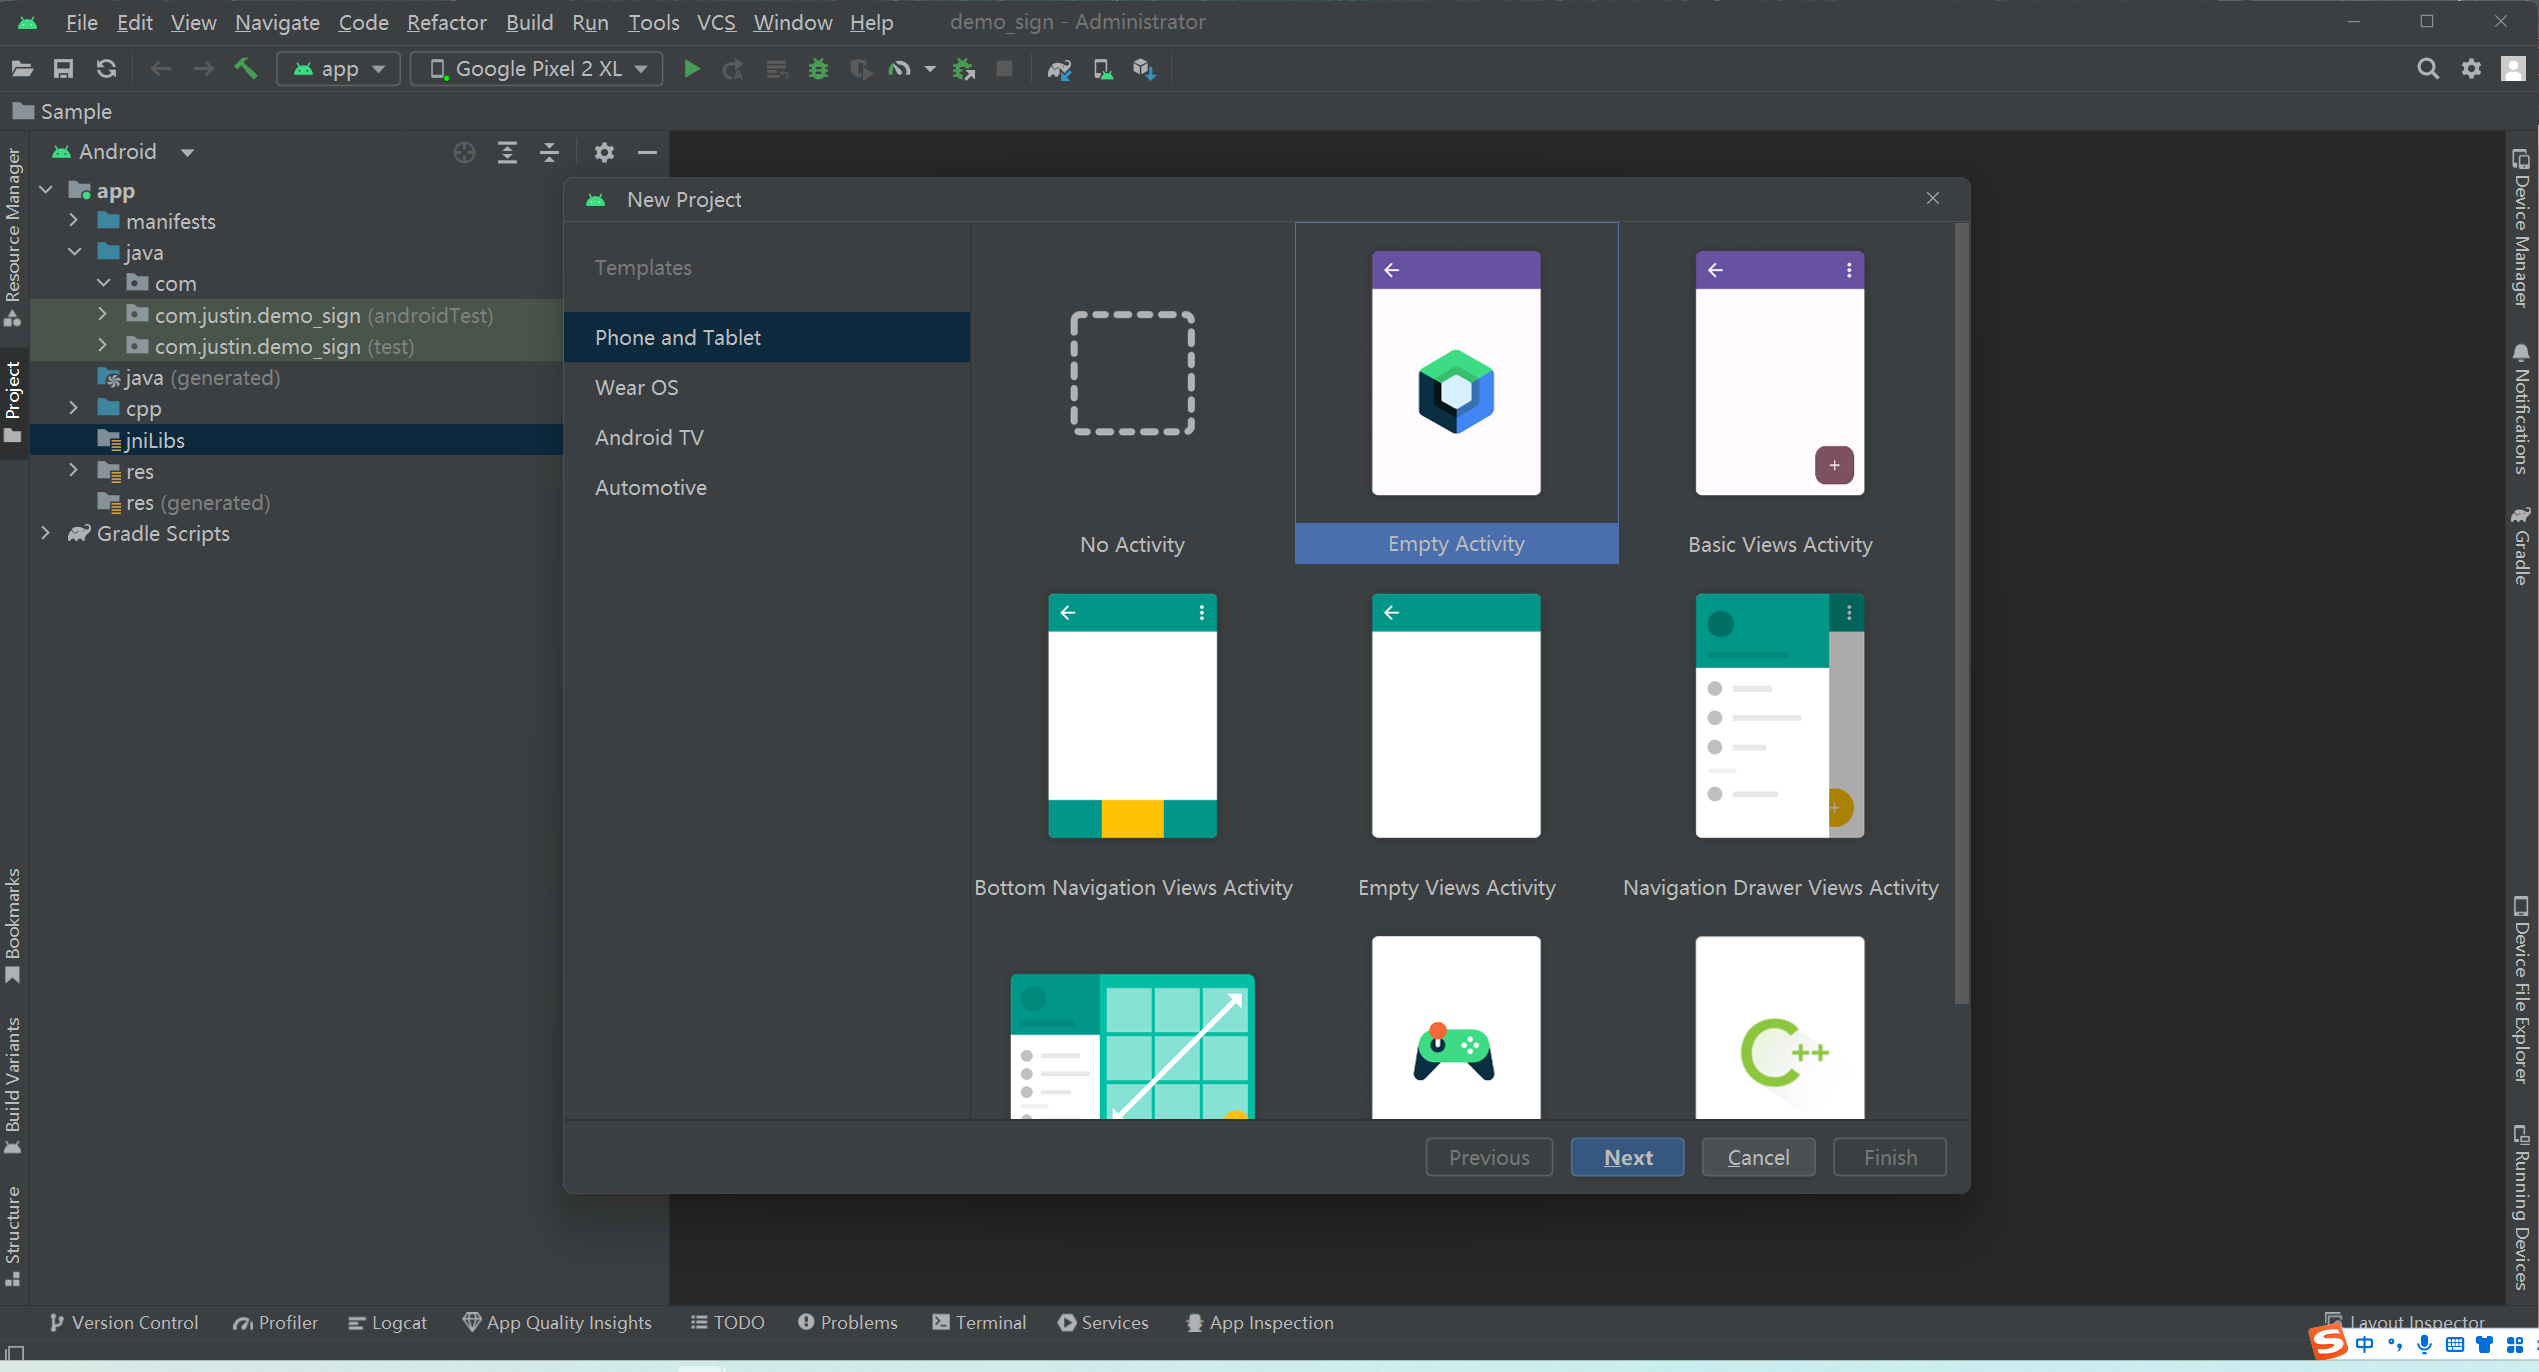 File Edit View Navigate Code Refactor Build Run Tools VCS Window Help demo_sign - Administrator
app Google Pixel 2 XL
Sample
Android
app
manifests
java
com
com.justin.demo_sign (androidTest)
com.justin.demo_sign (test)
java (generated)
cpp
jniLibs
res
res (generated)
Gradle Scripts
Resource Manager
Project
Bookmarks
Build Variants
Structure
New Project
Templates
Phone and Tablet
Wear OS
Android TV
Automotive
No Activity
Empty Activity
Basic Views Activity
Bottom Navigation Views Activity
Empty Views Activity
Navigation Drawer Views Activity
C++
Previous Next Cancel Finish
Device Manager
Notifications
Gradle
Device File Explorer
Running Devices
Version Control Profiler Logcat App Quality Insights TODO Problems Terminal Services App Inspection Layout Inspector
S 中